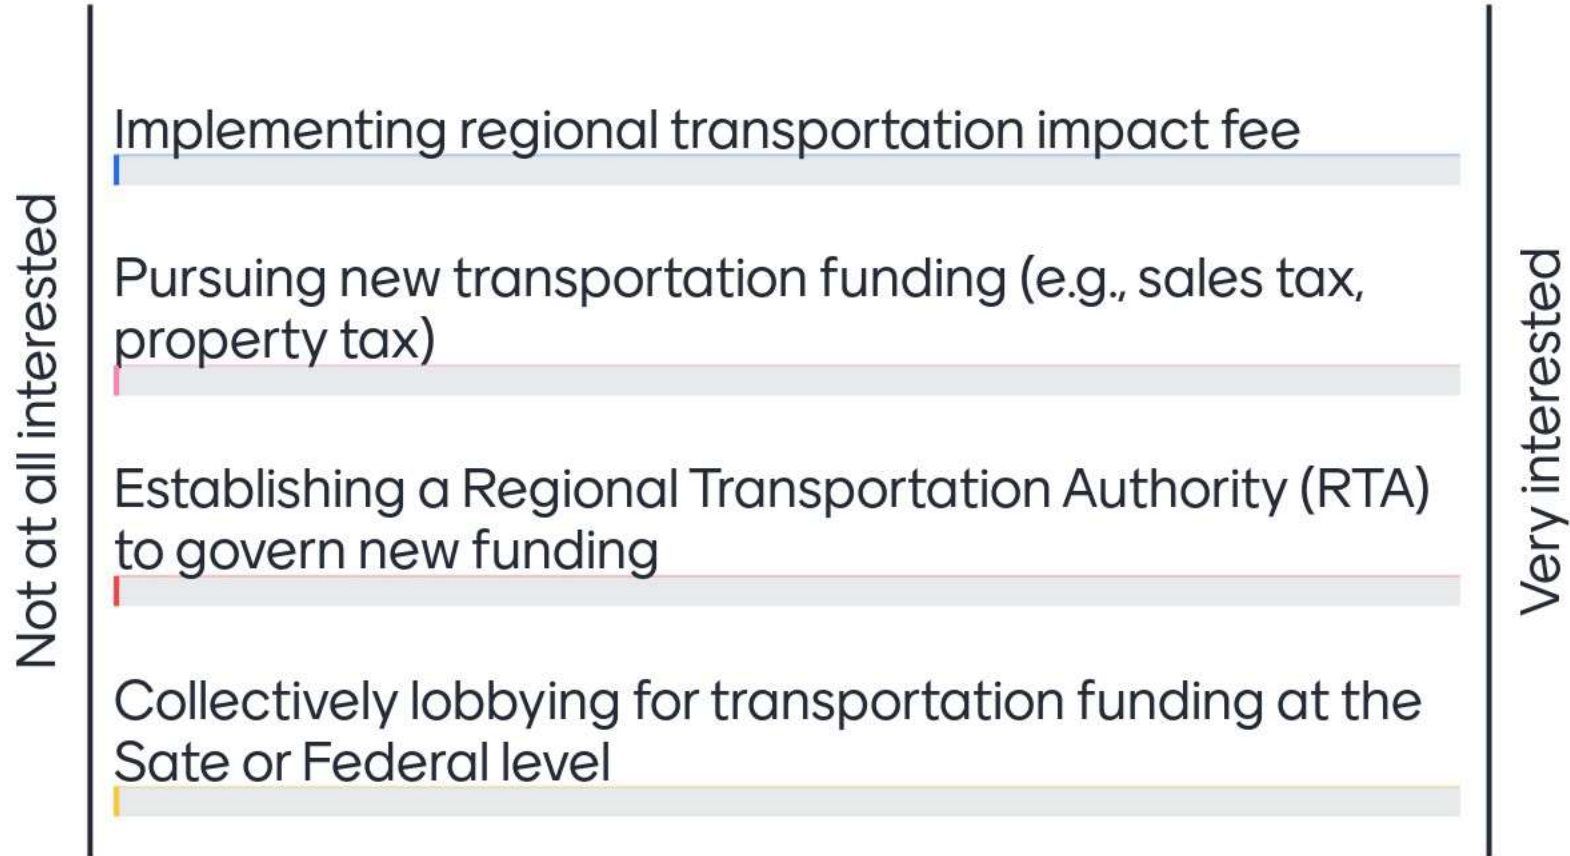 Not at all interested
Implementing regional transportation impact fee
Pursuing new transportation funding (e.g., sales tax,
property tax)
Establishing a Regional Transportation Authority (RTA)
to govern new funding
Collectively lobbying for transportation funding at the
Sate or Federal level
Very interested